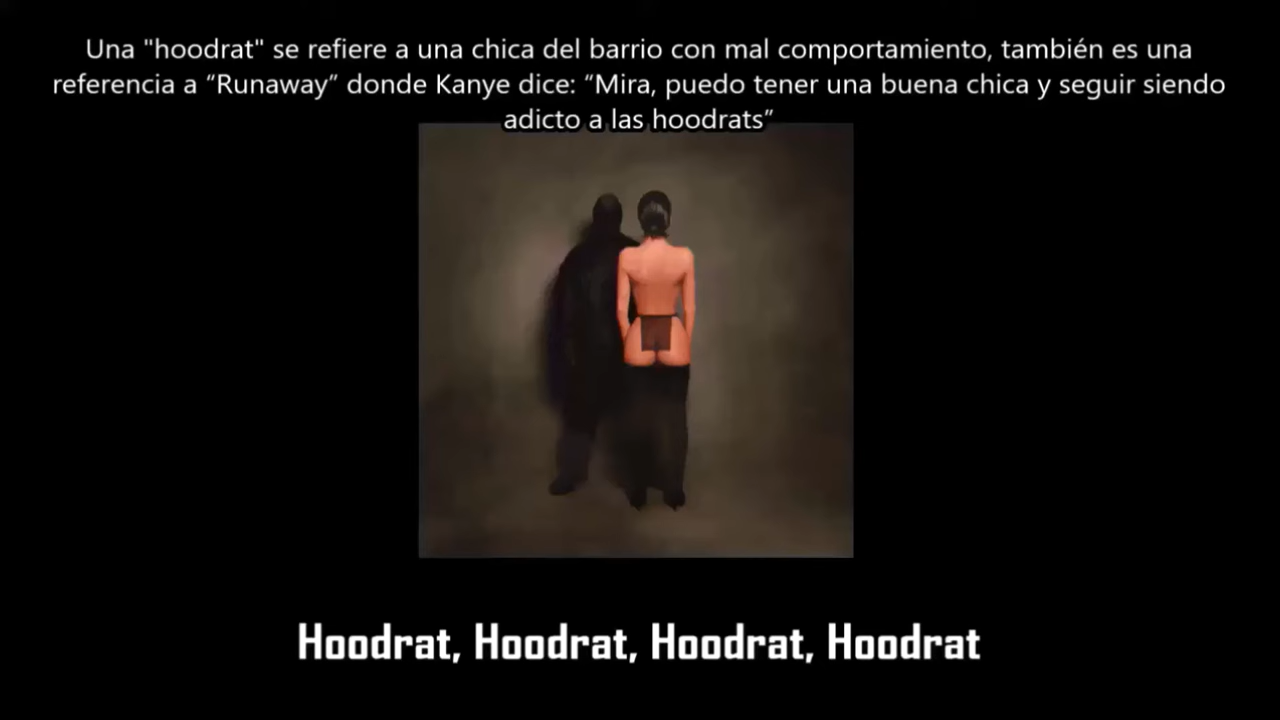 Una "hoodrat" se refiere a una chica del barrio con mal comportamiento, también es una
referencia a “Runaway” donde Kanye dice: “Mira, puedo tener una buena chica y seguir siendo
adicto a las hoodrats”
Hoodrat, Hoodrat, Hoodrat, Hoodrat